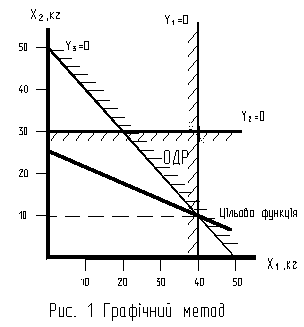 X₂,кг
Y₁=0
50
Y₃=0
40
30
Y₂=0
ОДР
20
10
Цільова функція
X₁,кг
10 20 30 40 50
Рис. 1 Графічний метод